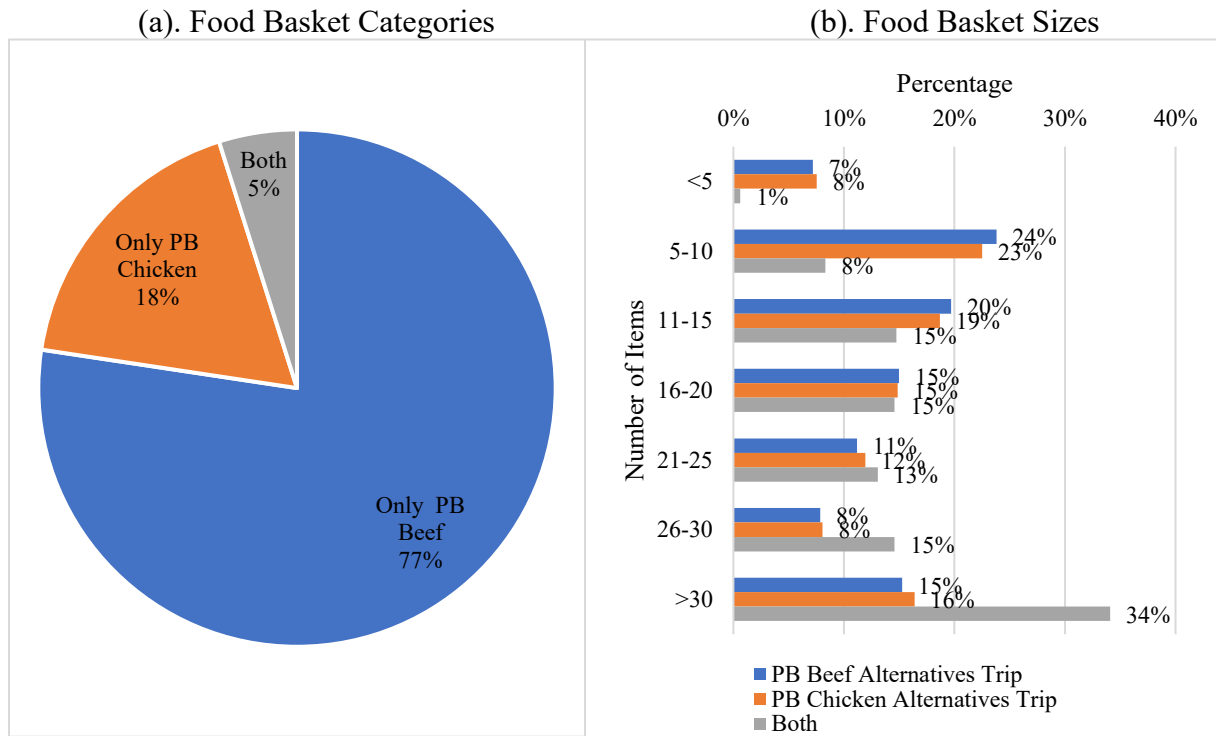 (a). Food Basket Categories
Both
5%
Only PB
Chicken
18%
Only PB
Beef
77%
(b). Food Basket Sizes
Percentage
0% 10% 20% 30% 40%
Number of Items
<5
7%
8%
1%
5-10
24%
23%
8%
11-15
20%
19%
15%
16-20
15%
15%
15%
21-25
11%
12%
13%
26-30
8%
8%
15%
>30
15%
16%
34%
PB Beef Alternatives Trip
PB Chicken Alternatives Trip
Both